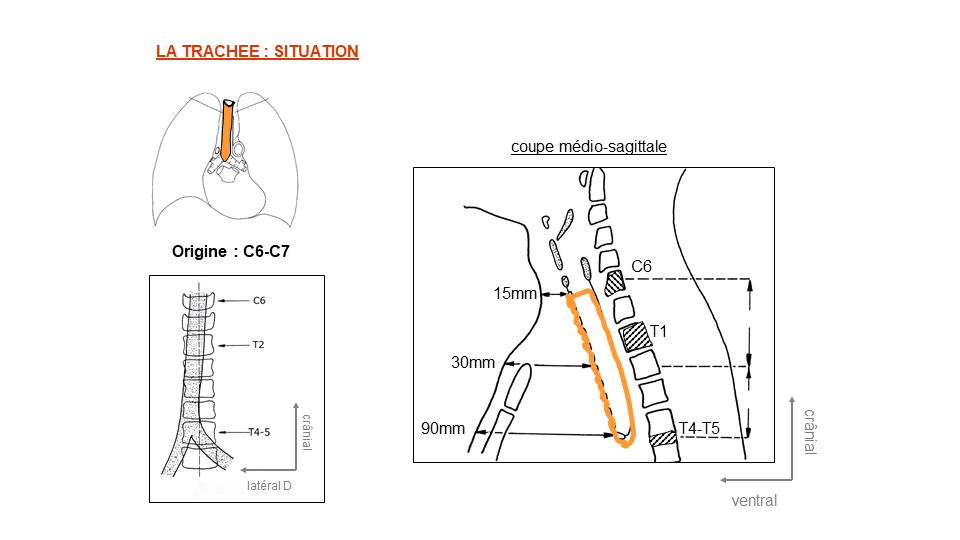 LA TRACHEE : SITUATION
coupe médio-sagittale
Origine : C6-C7
C6
T2
T4-5
crânial
latéral D
C6
15mm
T1
30mm
90mm
T4-T5
crânial
ventral